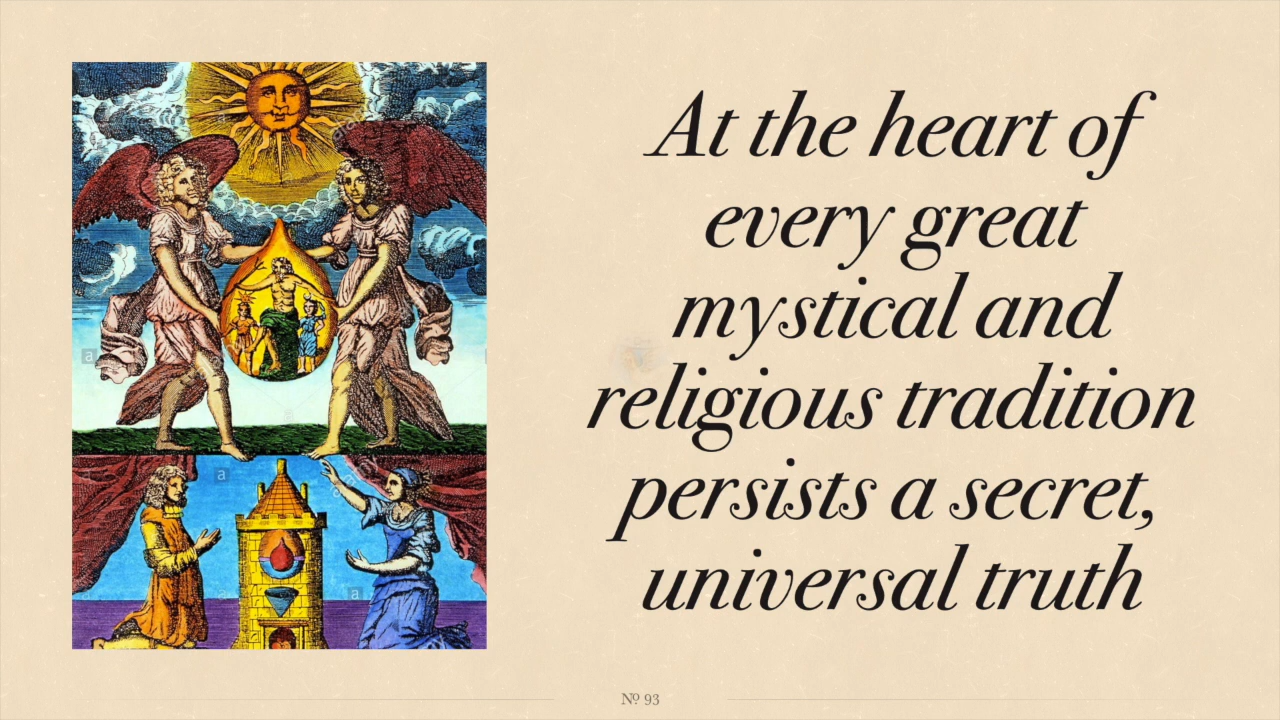 At the heart of
every great
mystical and
religious tradition
persists a secret,
universal truth
a
a
a
a
№ 93